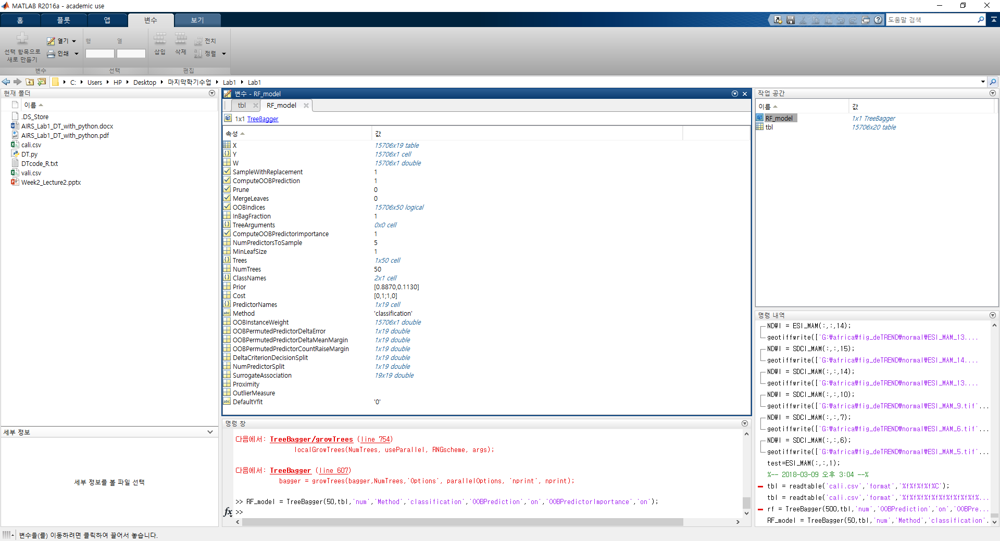 MATLAB R2016a - academic use
홈
플롯
앱
변수
보기
도움말 검색
선택 항목으로
새로 만들기
열기
인쇄
변수
행
열
선택
삽입
삭제
전치
정렬
편집
C: Users HP Desktop 마지막학기수업 Lab1 Lab1
현재 폴더
이름
.DS_Store
AIRS_Lab1_DT_with_python.docx
AIRS_Lab1_DT_with_python.pdf
cali.csv
DT.py
DTcode_R.txt
vali.csv
Week2_Lecture2.pptx
세부 정보
세부 정보를 볼 파일 선택
변수 - RF_model
tbl
RF_model
1x1 TreeBagger
속성 값
X 15706x19 table
Y 15706x1 cell
W 15706x1 double
SampleWithReplacement 1
ComputeOOBPrediction 1
Prune 0
MergeLeaves 0
OOBIndices 15706x50 logical
InBagFraction 1
TreeArguments 0x0 cell
ComputeOOBPredictorImportance 1
NumPredictorsToSample 5
MinLeafSize 1
Trees 1x50 cell
NumTrees 50
ClassNames 2x1 cell
Prior [0.8870,0.1130]
Cost [0,1;1,0]
PredictorNames 1x19 cell
Method 'classification'
OOBInstanceWeight 15706x1 double
OOBPermutedPredictorDeltaError 1x19 double
OOBPermutedPredictorDeltaMeanMargin 1x19 double
OOBPermutedPredictorCountRaiseMargin 1x19 double
DeltaCriterionDecisionSplit 1x19 double
NumPredictorSplit 1x19 double
SurrogateAssociation 19x19 double
Proximity
OutlierMeasure
DefaultYfit '0'
명령 창
다음에서: TreeBagger/growTrees (line 754)
localGrowTrees(NumTrees, useParallel, RNGscheme, args);
다음에서: TreeBagger (line 607)
bagger = growTrees(bagger,NumTrees,'Options', parallelOptions, 'nprint', nprint);
>> RF_model = TreeBagger(50,tbl,'num','Method','classification','OOBPrediction','on','OOBPredictorImportance','on');
fx >>
작업 공간
이름 값
RF_model 1x1 TreeBagger
tbl 15706x20 table
명령 내역
NDWI = ESI_MAM(:,:,14);
geotiffwrite(['G:₩africa₩fig_deTREND₩normal₩ESI_MAM_13....
NDWI = SDCI_MAM(:,:,15);
geotiffwrite(['G:₩africa₩fig_deTREND₩normal₩ESI_MAM_14....
NDWI = SDCI_MAM(:,:,14);
geotiffwrite(['G:₩africa₩fig_deTREND₩normal₩ESI_MAM_13....
NDWI = SDCI_MAM(:,:,10);
geotiffwrite(['G:₩africa₩fig_deTREND₩normal₩ESI_MAM_9.tif'...
NDWI = SDCI_MAM(:,:,7);
geotiffwrite(['G:₩africa₩fig_deTREND₩normal₩ESI_MAM_6.tif'...
NDWI = SDCI_MAM(:,:,6);
geotiffwrite(['G:₩africa₩fig_deTREND₩normal₩ESI_MAM_5.tif'...
test=ESI_MAM(:,:,1);
%-- 2018-03-09 오후 3:04 --%
tbl = readtable('cali.csv','format','%f%f%f%f%C');
tbl = readtable('cali.csv','format','%f%f%f%f%f%f%f%f%f%...
rf = TreeBagger(500,tbl,'num','OOBPrediction','on','OOBPre...
RF_model = TreeBagger(50,tbl,'num','Method','classification'.
변수을(를) 이동하려면 클릭하여 끌어서 놓습니다.